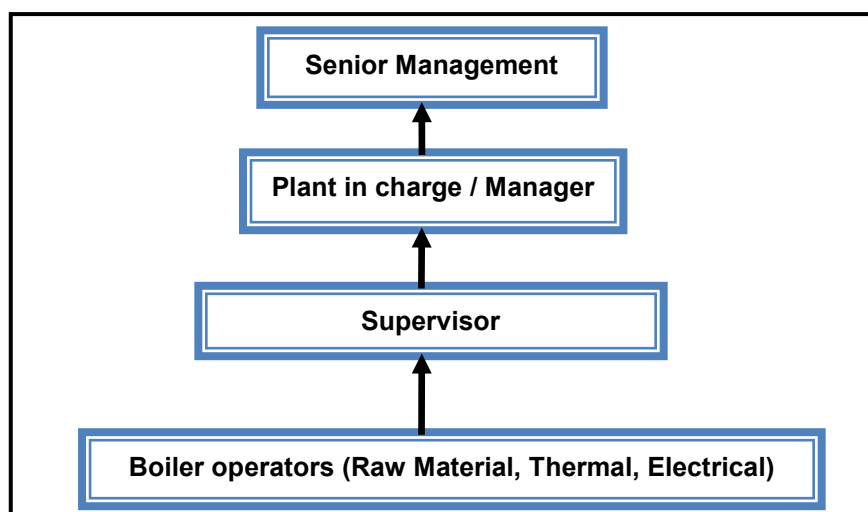 Senior Management
Plant in charge / Manager
Supervisor
Boiler operators (Raw Material, Thermal, Electrical)